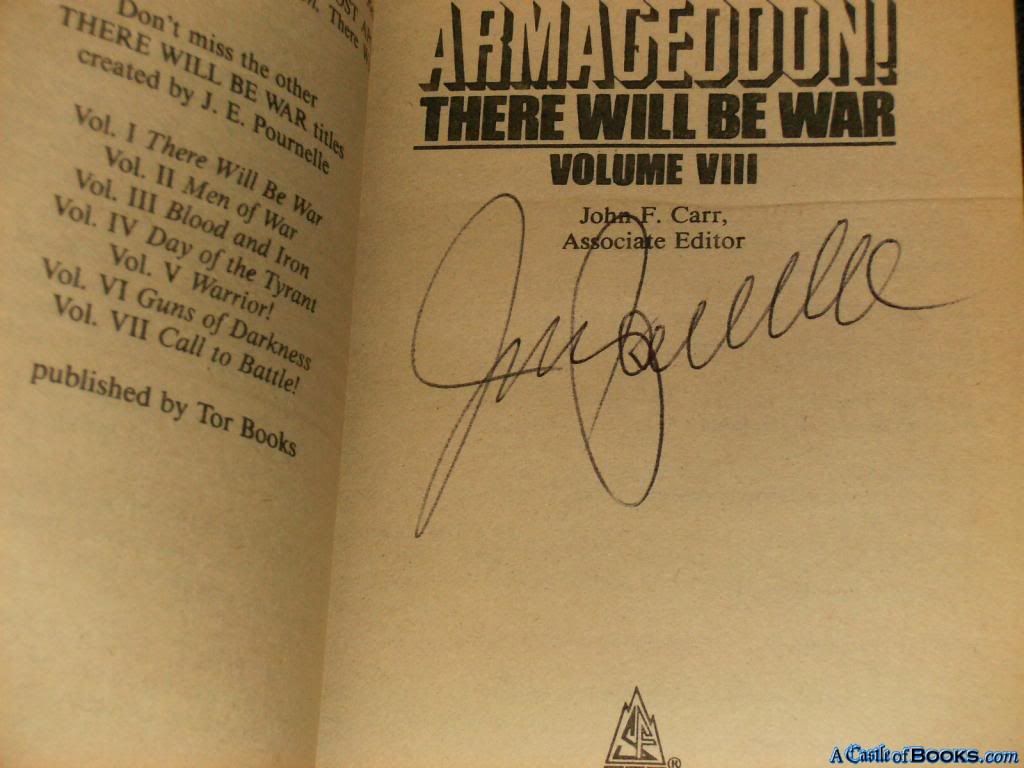 Don't miss the other
THERE WILL BE WAR titles
created by J. E. Pournelle
Vol. I There Will Be War
Vol. II Men of War
Vol. III Blood and Iron
Vol. IV Day of the Tyrant
Vol. V Warrior!
Vol. VI Guns of Darkness
Vol. VII Call to Battle!
published by Tor Books
ARMAGEDDON!
THERE WILL BE WAR
VOLUME VIII
John F. Carr,
Associate Editor
SF
®
A Castle of BOOKS.com